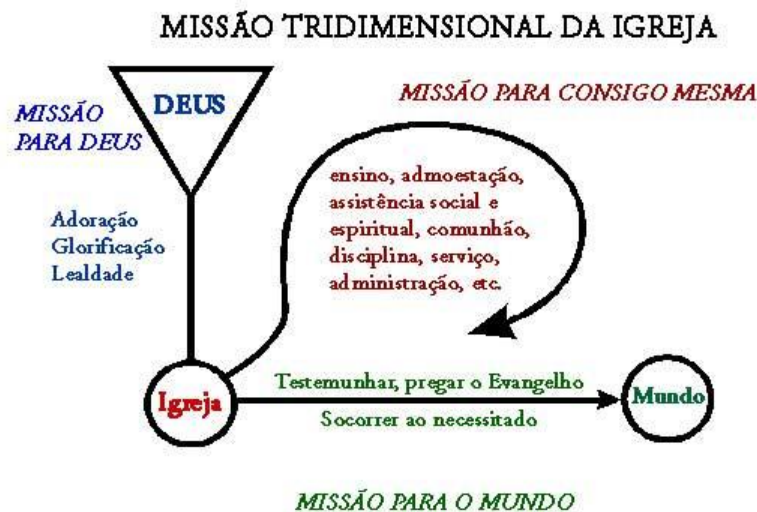 MISSÃO TRIDIMENSIONAL DA IGREJA
DEUS
MISSÃO
PARA DEUS
MISSÃO PARA CONSIGO MESMA
ensino, admoestação,
assistência social e
espiritual, comunhão,
disciplina, serviço,
administração, etc.
Adoração
Glorificação
Lealdade
Igreja
Testemunhar, pregar o Evangelho
Socorrer ao necessitado
Mundo
MISSÃO PARA O MUNDO